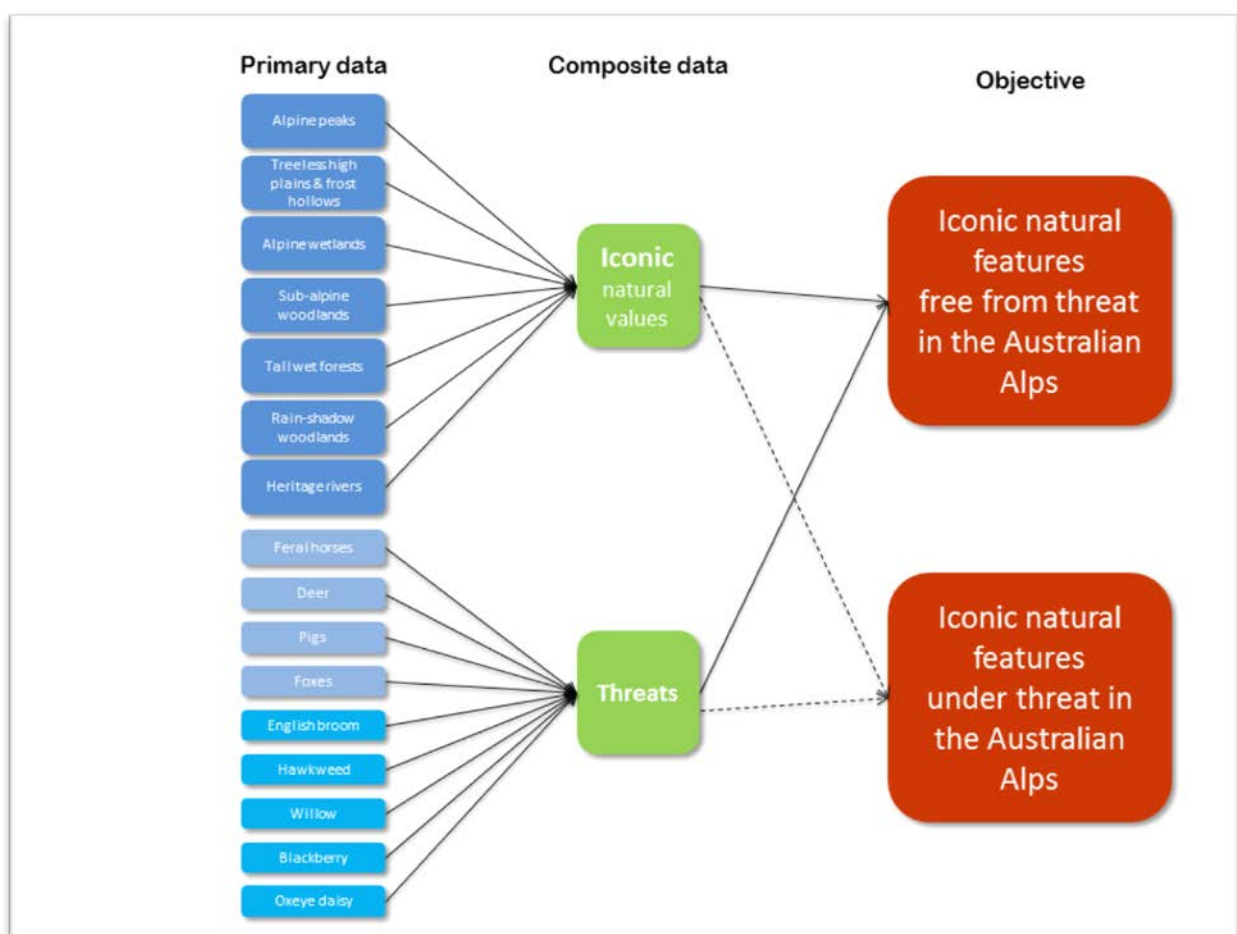 Primary data
Composite data
Objective
Alpine peaks
Treeless high
plains & frost
hollows
Alpine wetlands
Sub-alpine
woodlands
Tall wet forests
Rain-shadow
woodlands
Heritage rivers
Feral horses
Deer
Pigs
Foxes
English broom
Hawkweed
Willow
Blackberry
Oxeye daisy
Iconic
natural
values
Threats
Iconic natural
features
free from threat
in the Australian
Alps
Iconic natural
features
under threat in
the Australian
Alps